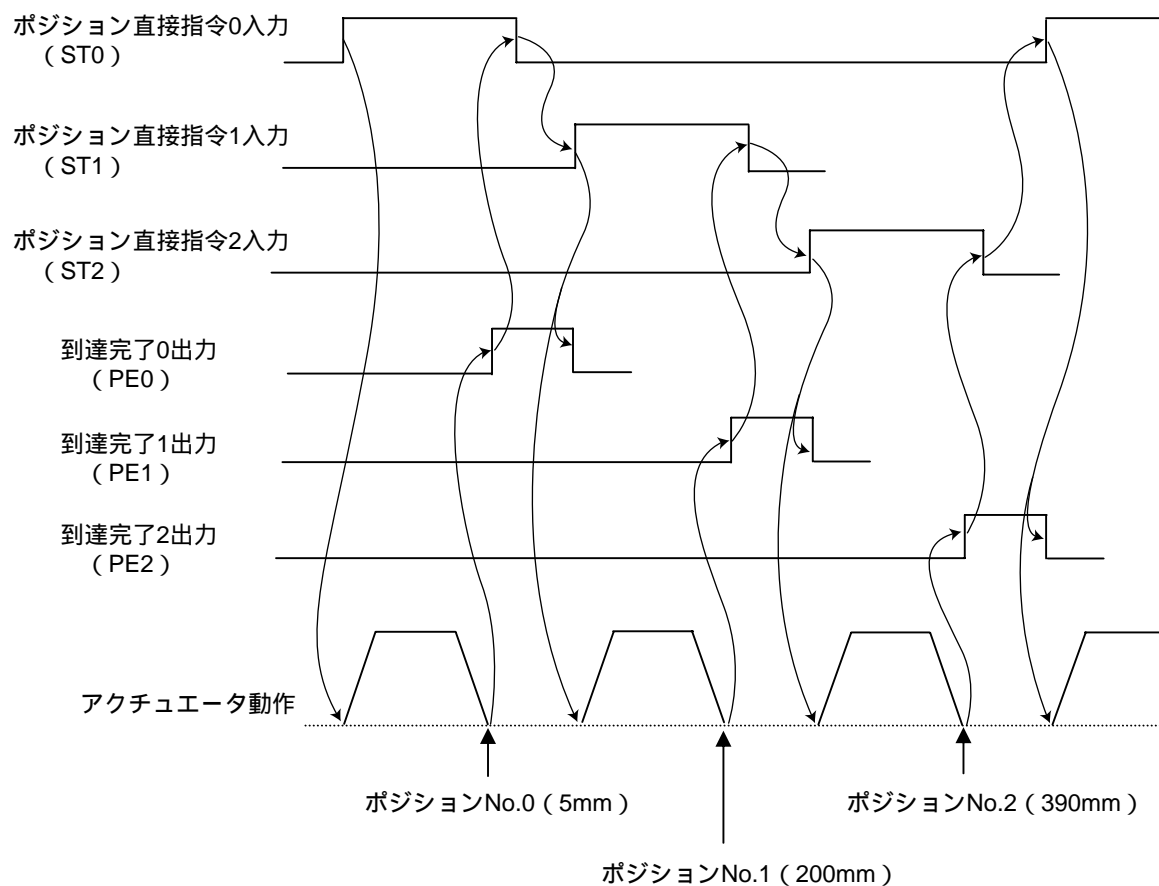 ポジション直接指令0入力
（ST0）
ポジション直接指令1入力
（ST1）
ポジション直接指令2入力
（ST2）
到達完了0出力
（PE0）
到達完了1出力
（PE1）
到達完了2出力
（PE2）
アクチュエータ動作
ポジションNo.0（5mm）
ポジションNo.2（390mm）
ポジションNo.1（200mm）